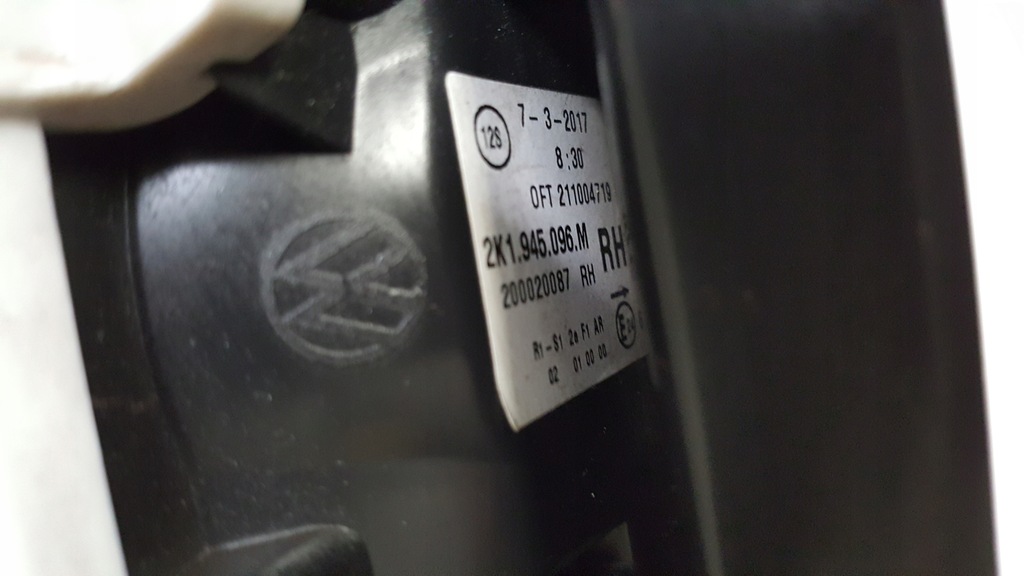 12S
7-3-2017
8:30
OFT 211004719
2K1.945.096.M
RH
200020087 RH
R1-S1 2a F1 AR
02 01 00 00